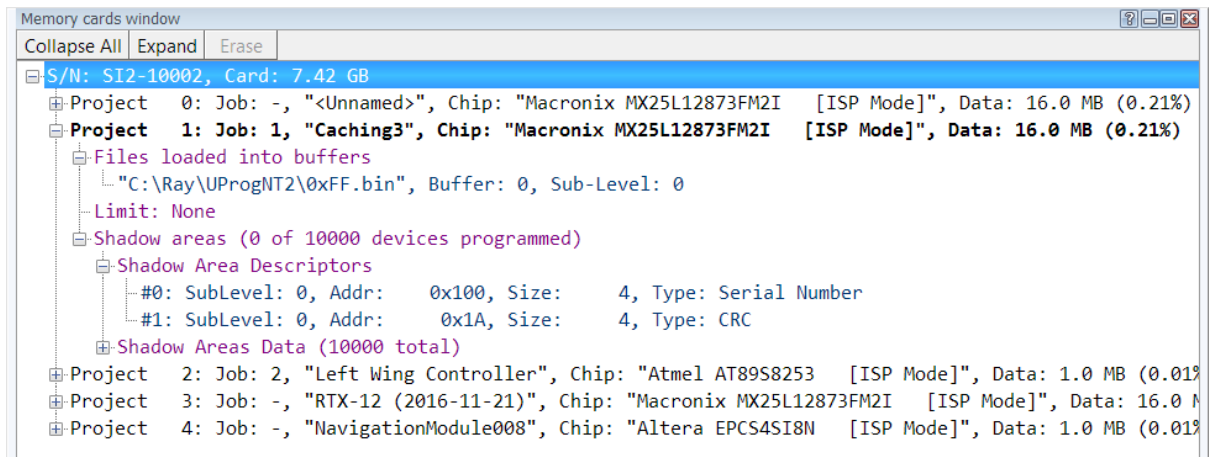 Memory cards window
Collapse All Expand Erase
S/N: SI2-10002, Card: 7.42 GB
Project 0: Job: -, "<Unnamed>", Chip: "Macronix MX25L12873FM2I [ISP Mode]", Data: 16.0 MB (0.21%)
Project 1: Job: 1, "Caching3", Chip: "Macronix MX25L12873FM2I [ISP Mode]", Data: 16.0 MB (0.21%)
Files loaded into buffers
"C:\Ray\UProgNT2\0xFF.bin", Buffer: 0, Sub-Level: 0
Limit: None
Shadow areas (0 of 10000 devices programmed)
Shadow Area Descriptors
#0: SubLevel: 0, Addr: 0x100, Size: 4, Type: Serial Number
#1: SubLevel: 0, Addr: 0x1A, Size: 4, Type: CRC
Shadow Areas Data (10000 total)
Project 2: Job: 2, "Left Wing Controller", Chip: "Atmel AT89S8253 [ISP Mode]", Data: 1.0 MB (0.01%
Project 3: Job: -, "RTX-12 (2016-11-21)", Chip: "Macronix MX25L12873FM2I [ISP Mode]", Data: 16.0 M
Project 4: Job: -, "NavigationModule008", Chip: "Altera EPCS4SI8N [ISP Mode]", Data: 1.0 MB (0.01%